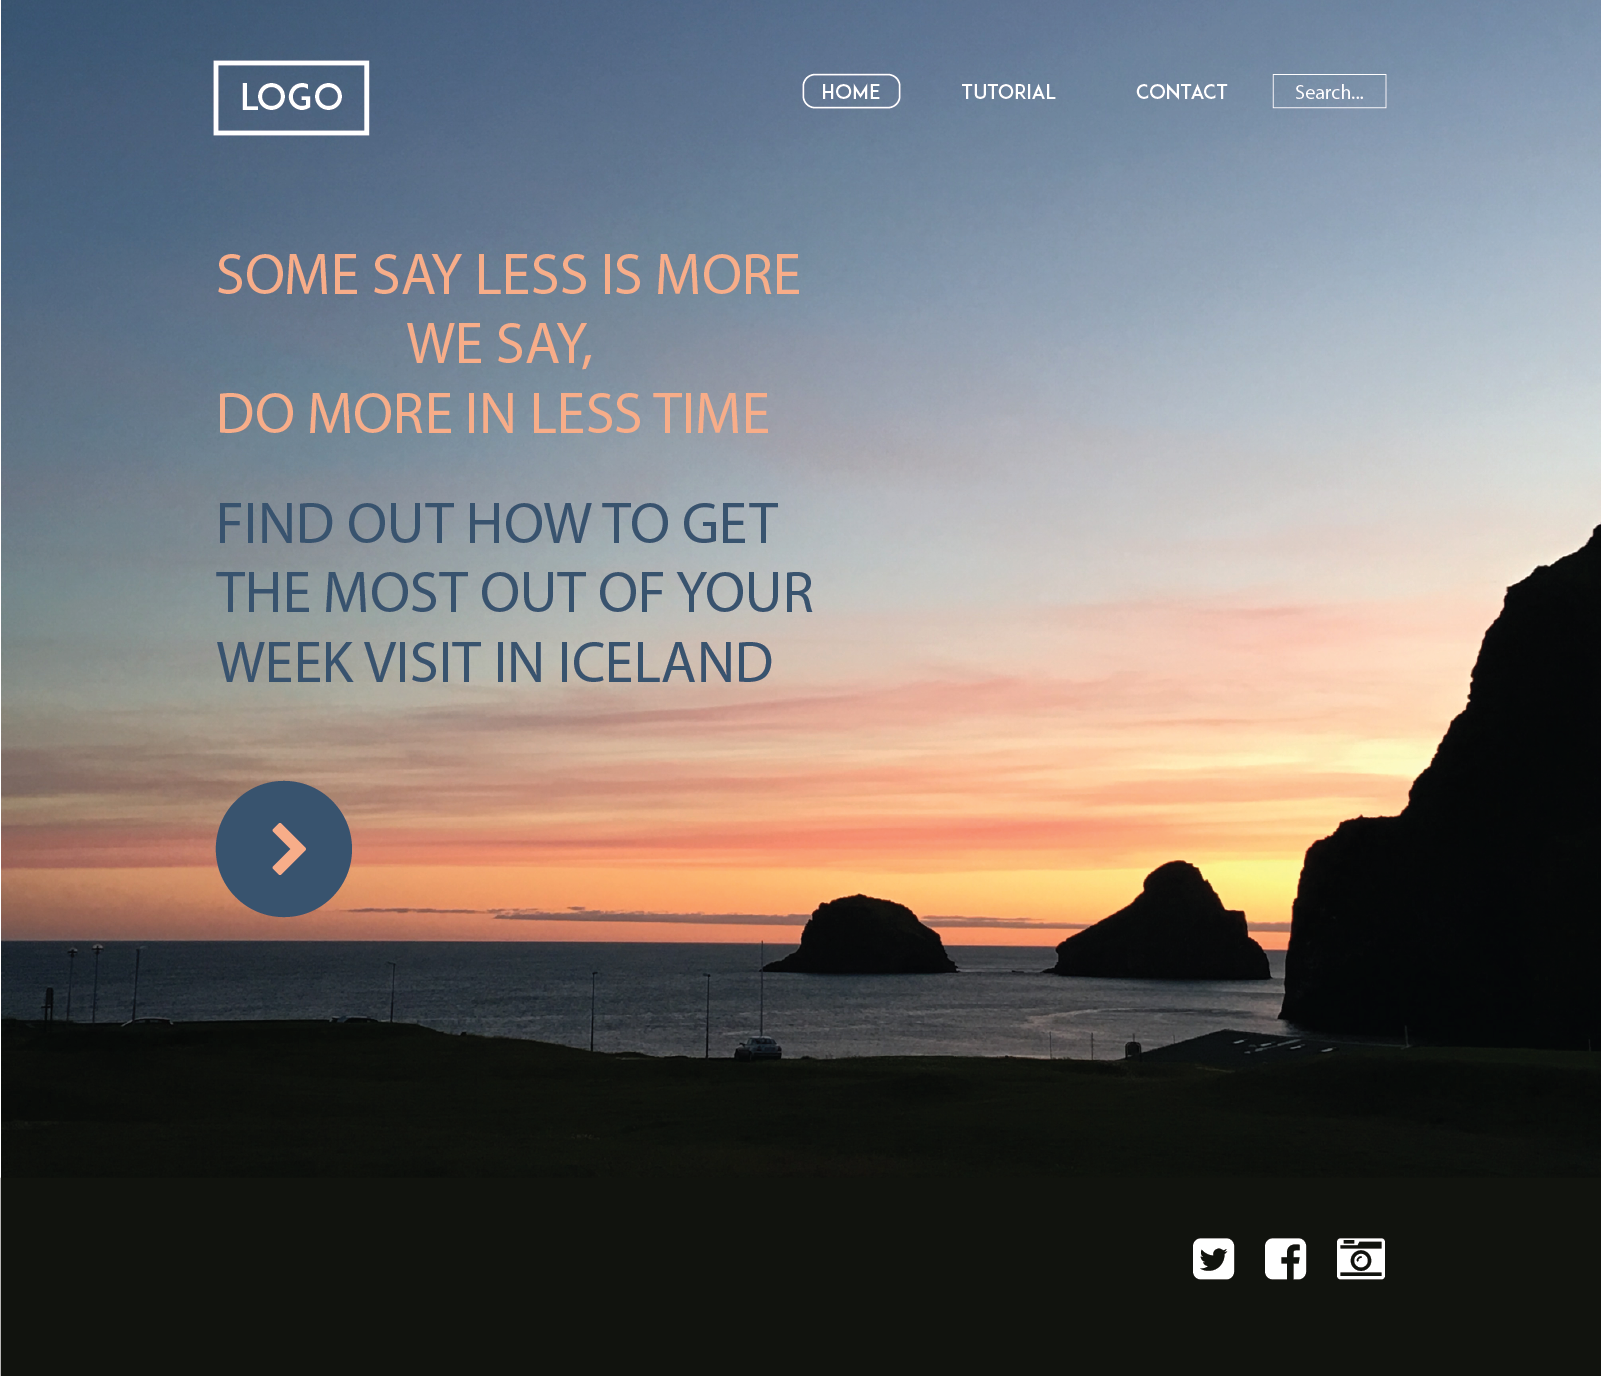 LOGO
HOME
TUTORIAL
CONTACT
Search...
SOME SAY LESS IS MORE
WE SAY,
DO MORE IN LESS TIME
FIND OUT HOW TO GET
THE MOST OUT OF YOUR
WEEK VISIT IN ICELAND